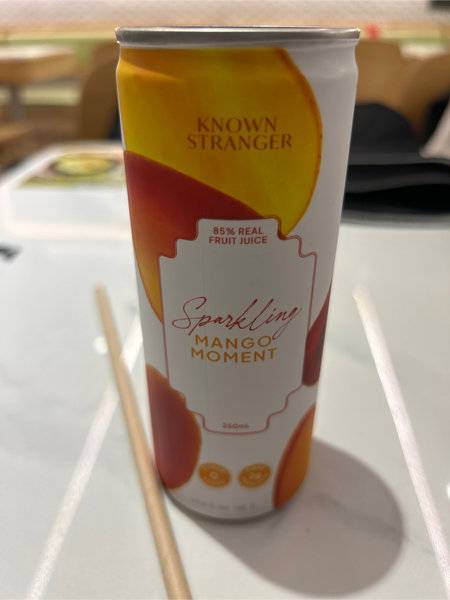 KNOWN
STRANGER
85% REAL
FRUIT JUICE
Sparkling
MANGO
MOMENT
250ml